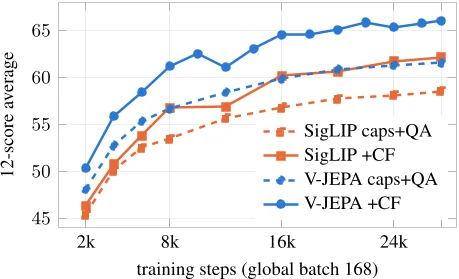 12-score average
65
60
55
50
45
SigLIP caps+QA
SigLIP +CF
V-JEPA caps+QA
V-JEPA +CF
2k 8k 16k 24k
training steps (global batch 168)